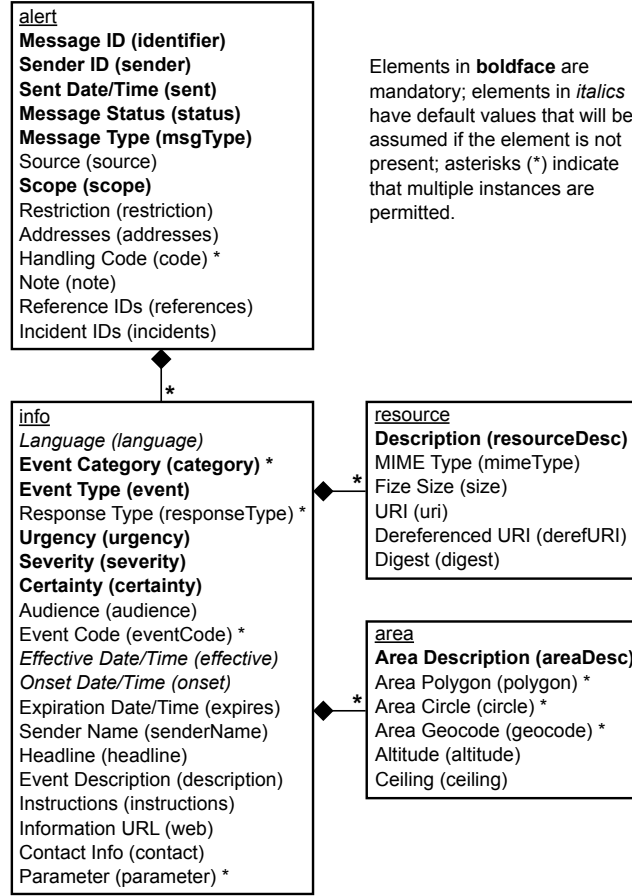 alert
Message ID (identifier)
Sender ID (sender)
Sent Date/Time (sent)
Message Status (status)
Message Type (msgType)
Source (source)
Scope (scope)
Restriction (restriction)
Addresses (addresses)
Handling Code (code) *
Note (note)
Reference IDs (references)
Incident IDs (incidents)
Elements in boldface are
mandatory; elements in italics
have default values that will be
assumed if the element is not
present; asterisks (*) indicate
that multiple instances are
permitted.
*
info
Language (language)
Event Category (category) *
Event Type (event)
Response Type (responseType) *
Urgency (urgency)
Severity (severity)
Certainty (certainty)
Audience (audience)
Event Code (eventCode) *
Effective Date/Time (effective)
Onset Date/Time (onset)
Expiration Date/Time (expires)
Sender Name (senderName)
Headline (headline)
Event Description (description)
Instructions (instructions)
Information URL (web)
Contact Info (contact)
Parameter (parameter) *
*
resource
Description (resourceDesc)
MIME Type (mimeType)
Fize Size (size)
URI (uri)
Dereferenced URI (derefURI)
Digest (digest)
*
area
Area Description (areaDesc)
Area Polygon (polygon) *
Area Circle (circle) *
Area Geocode (geocode) *
Altitude (altitude)
Ceiling (ceiling)